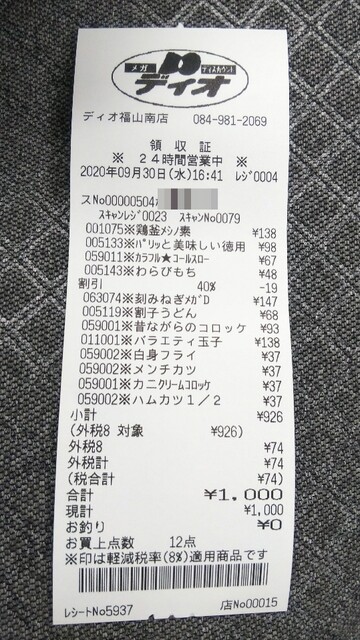 メガ ディスカウント
ディオ
ディオ福山南店 084-981-2069
領収証
※ 24時間営業中 ※
2020年09月30日(水)16:41 レジ0004
スNo00000504
スキャンレジ0023 スキャンNo0079
001075※鶏釜メシノ素 ¥138
005133※パリッと美味しい徳用 ¥98
059011※カラフル★コールスロー ¥67
005143※わらびもち ¥48
割引 40% -19
063074※刻みねぎメガD ¥147
005119※割子うどん ¥68
059001※昔ながらのコロッケ ¥93
011001※バラエティ玉子 ¥138
059002※白身フライ ¥37
059002※メンチカツ ¥37
059001※カニクリームコロッケ ¥37
059002※ハムカツ1/2 ¥37
小計 ¥926
(外税8 対象 ¥926)
外税8 ¥74
外税計 ¥74
(税合計 ¥74)
合計 ¥1,000
現計 ¥1,000
お釣り ¥0
お買上点数 12点
※印は軽減税率(8%)適用商品です
レシートNo5937 /店No00015